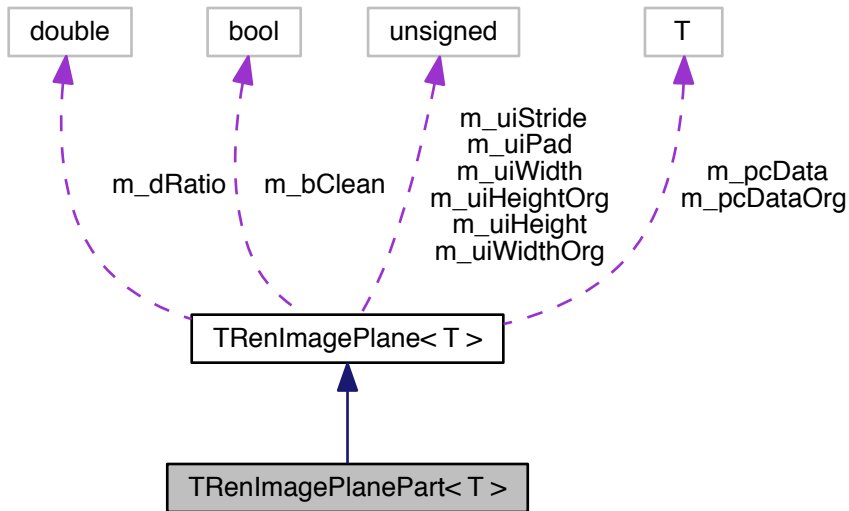 double
bool
unsigned
T
m_dRatio
m_bClean
m_uiStride
m_uiPad
m_uiWidth
m_uiHeightOrg
m_uiHeight
m_uiWidthOrg
m_pcData
m_pcDataOrg
TRenImagePlane< T >
TRenImagePlanePart< T >